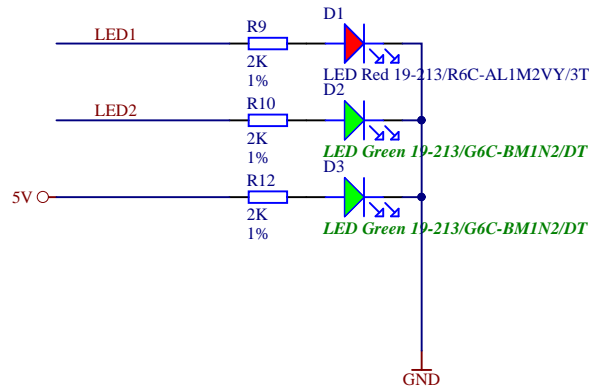 D1
LED1
R9
2K
1%
LED Red 19-213/R6C-AL1M2VY/3T
D2
LED2
R10
2K
1%
LED Green 19-213/G6C-BM1N2/DT
D3
5V
R12
2K
1%
LED Green 19-213/G6C-BM1N2/DT
GND